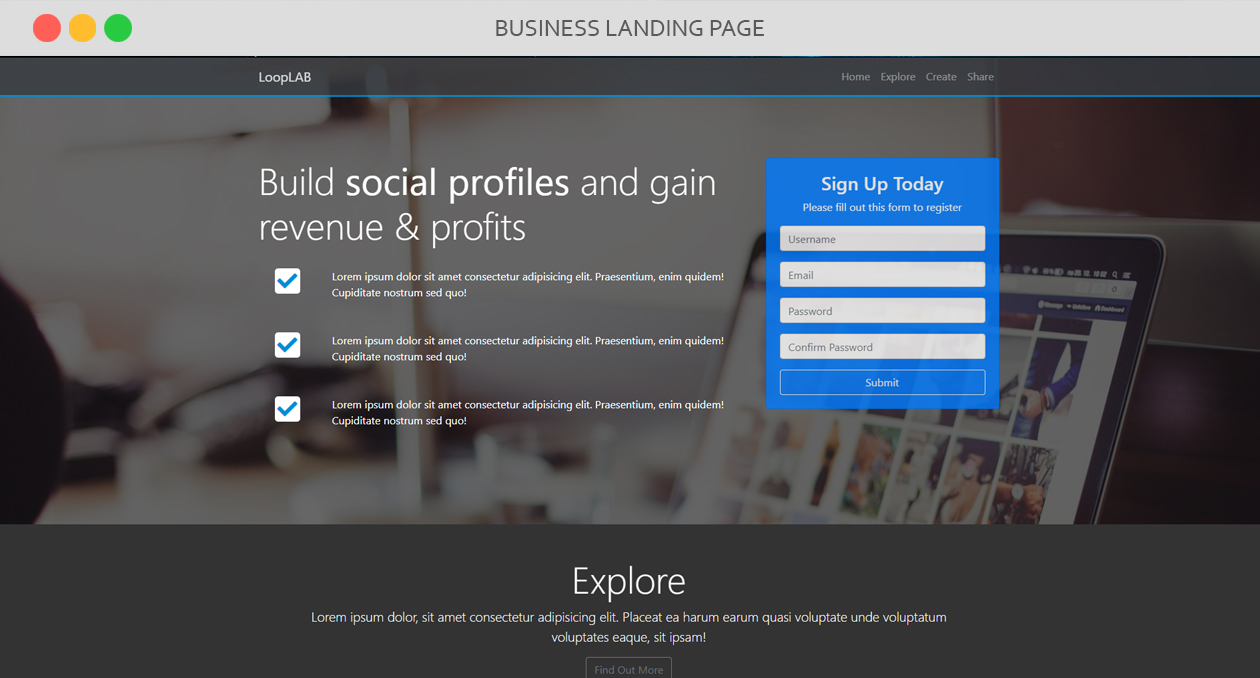 BUSINESS LANDING PAGE
LoopLAB
Home Explore Create Share
Build social profiles and gain
revenue & profits
Lorem ipsum dolor sit amet consectetur adipisicing elit. Praesentium, enim quidem!
Cupiditate nostrum sed quo!
Lorem ipsum dolor sit amet consectetur adipisicing elit. Praesentium, enim quidem!
Cupiditate nostrum sed quo!
Lorem ipsum dolor sit amet consectetur adipisicing elit. Praesentium, enim quidem!
Cupiditate nostrum sed quo!
Sign Up Today
Please fill out this form to register
Username
Email
Password
Confirm Password
Submit
Dashboard
Explore
Lorem ipsum dolor, sit amet consectetur adipisicing elit. Placeat ea harum earum quasi voluptate unde voluptatum
voluptates eaque, sit ipsam!
Find Out More